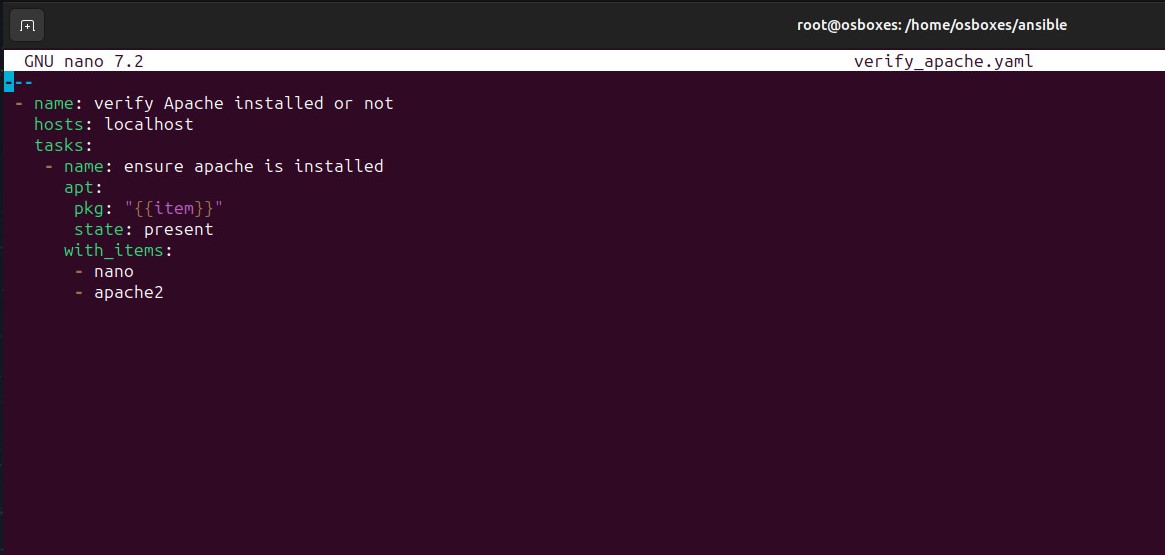 root@osboxes: /home/osboxes/ansible
GNU nano 7.2 verify_apache.yaml
---
- name: verify Apache installed or not
hosts: localhost
tasks:
- name: ensure apache is installed
apt:
pkg: "{{item}}"
state: present
with_items:
- nano
- apache2